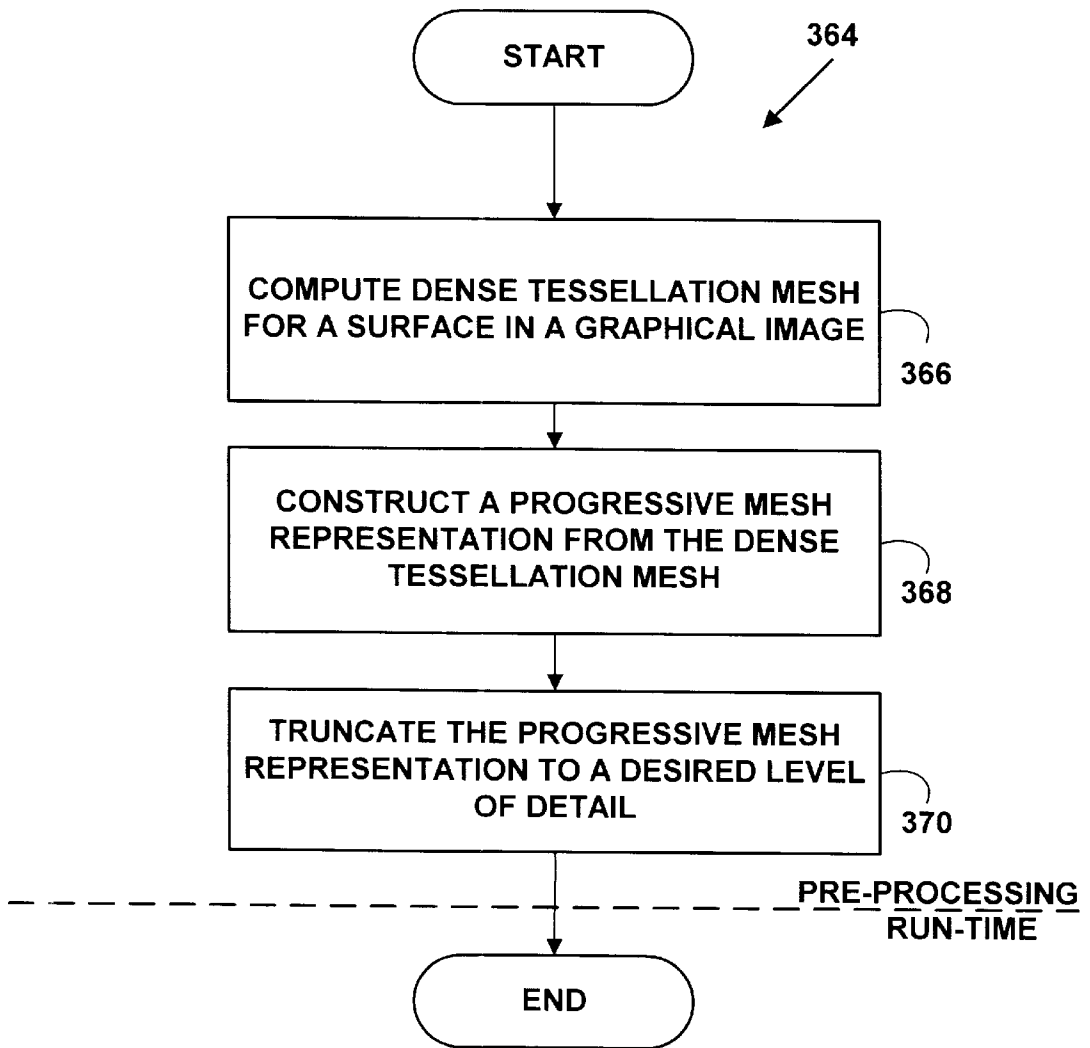 START
364
COMPUTE DENSE TESSELLATION MESH
FOR A SURFACE IN A GRAPHICAL IMAGE
366
CONSTRUCT A PROGRESSIVE MESH
REPRESENTATION FROM THE DENSE
TESSELLATION MESH
368
TRUNCATE THE PROGRESSIVE MESH
REPRESENTATION TO A DESIRED LEVEL
OF DETAIL
370
PRE-PROCESSING
RUN-TIME
END